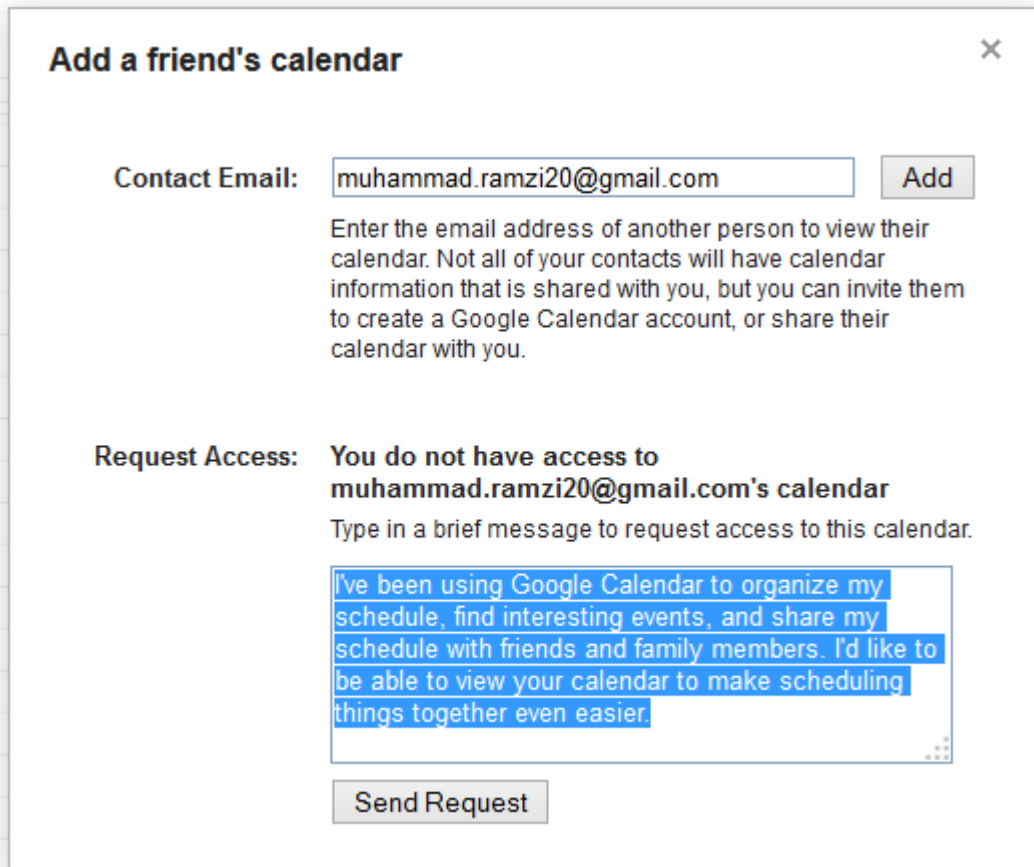 Add a friend's calendar
×
Contact Email: muhammad.ramzi20@gmail.com Add
Enter the email address of another person to view their
calendar. Not all of your contacts will have calendar
information that is shared with you, but you can invite them
to create a Google Calendar account, or share their
calendar with you.
Request Access: You do not have access to
muhammad.ramzi20@gmail.com's calendar
Type in a brief message to request access to this calendar.
I've been using Google Calendar to organize my
schedule, find interesting events, and share my
schedule with friends and family members. I'd like to
be able to view your calendar to make scheduling
things together even easier.
Send Request